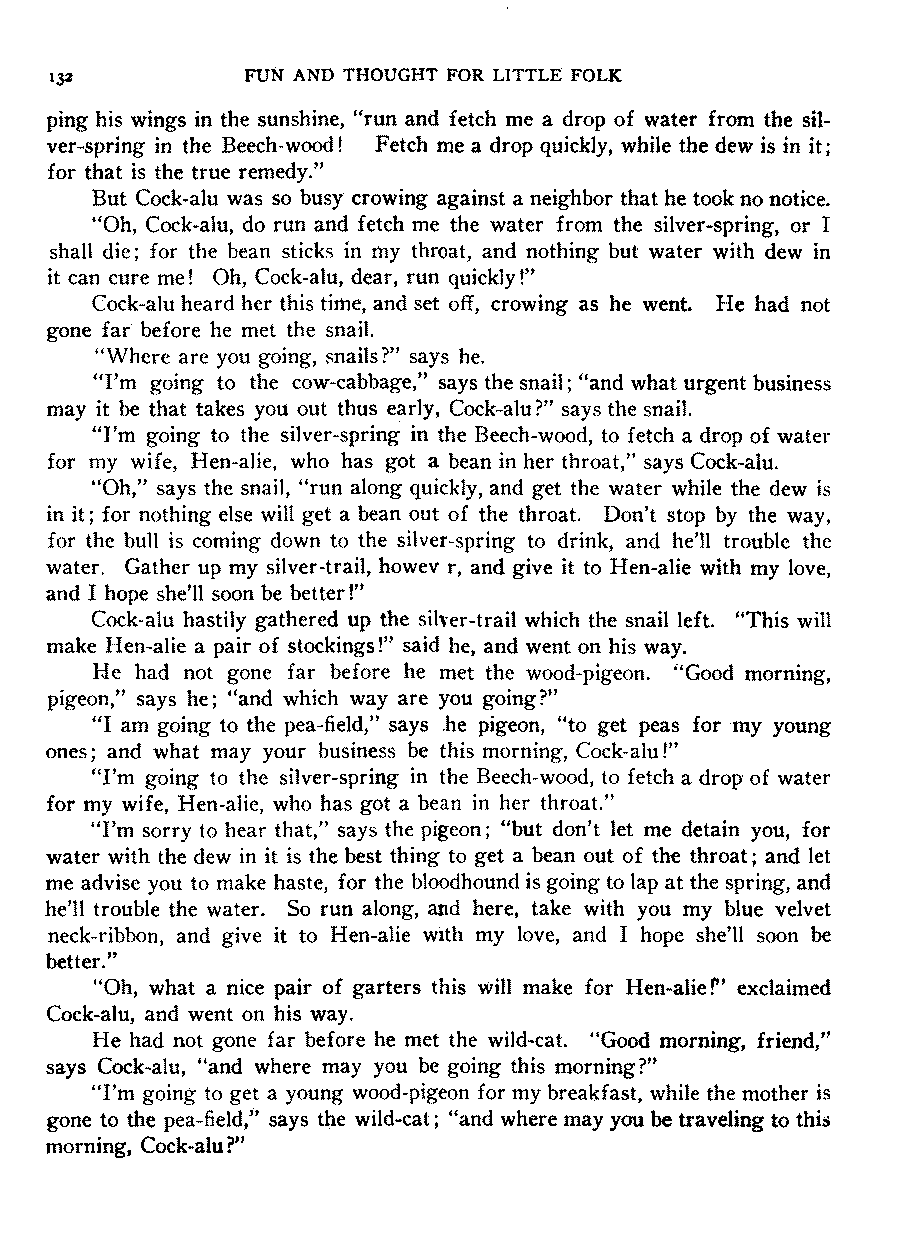 132 FUN AND THOUGHT FOR LITTLE FOLK
ping his wings in the sunshine, “run and fetch me a drop of water from the sil-
ver-spring in the Beech-wood! Fetch me a drop quickly, while the dew is in it;
for that is the true remedy.”
But Cock-alu was so busy crowing against a neighbor that he took no notice.
“Oh, Cock-alu, do run and fetch me the water from the silver-spring, or I
shall die; for the bean sticks in my throat, and nothing but water with dew in
it can cure me! Oh, Cock-alu, dear, run quickly!”
Cock-alu heard her this time, and set off, crowing as he went. He had not
gone far before he met the snail.
“Where are you going, snails?” says he.
“I’m going to the cow-cabbage,” says the snail; “and what urgent business
may it be that takes you out thus early, Cock-alu?” says the snail.
“I’m going to the silver-spring in the Beech-wood, to fetch a drop of water
for my wife, Hen-alie, who has got a bean in her throat,” says Cock-alu.
“Oh,” says the snail, “run along quickly, and get the water while the dew is
in it; for nothing else will get a bean out of the throat. Don’t stop by the way,
for the bull is coming down to the silver-spring to drink, and he’ll trouble the
water. Gather up my silver-trail, howev r, and give it to Hen-alie with my love,
and I hope she’ll soon be better!”
Cock-alu hastily gathered up the silver-trail which the snail left. “This will
make Hen-alie a pair of stockings!” said he, and went on his way.
He had not gone far before he met the wood-pigeon. “Good morning,
pigeon,” says he; “and which way are you going?”
“I am going to the pea-field,” says he pigeon, “to get peas for my young
ones; and what may your business be this morning, Cock-alu!”
“I’m going to the silver-spring in the Beech-wood, to fetch a drop of water
for my wife, Hen-alie, who has got a bean in her throat.”
“I’m sorry to hear that,” says the pigeon; “but don’t let me detain you, for
water with the dew in it is the best thing to get a bean out of the throat; and let
me advise you to make haste, for the bloodhound is going to lap at the spring, and
he’ll trouble the water. So run along, and here, take with you my blue velvet
neck-ribbon, and give it to Hen-alie with my love, and I hope she’ll soon be
better.”
“Oh, what a nice pair of garters this will make for Hen-alie!” exclaimed
Cock-alu, and went on his way.
He had not gone far before he met the wild-cat. “Good morning, friend,”
says Cock-alu, “and where may you be going this morning?”
“I’m going to get a young wood-pigeon for my breakfast, while the mother is
gone to the pea-field,” says the wild-cat; “and where may you be traveling to this
morning, Cock-alu?”